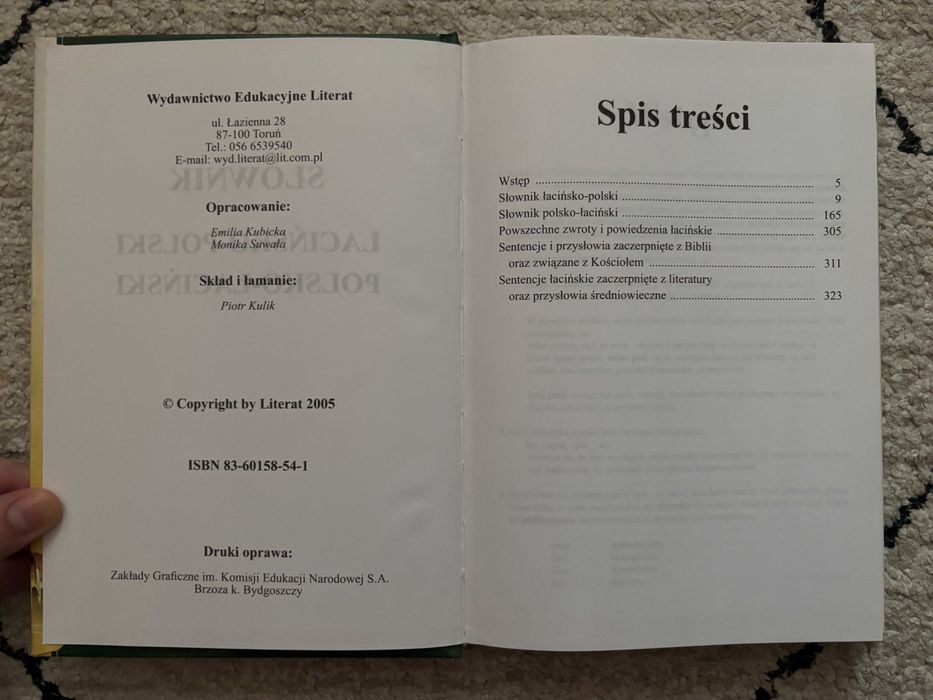 Wydawnictwo Edukacyjne Literat
ul. Łazienna 28
87-100 Toruń
Tel.: 056 6539540
E-mail: wyd.literat@lit.com.pl
Opracowanie:
Emilia Kubicka
Monika Suwała
Skład i łamanie:
Piotr Kulik
© Copyright by Literat 2005
ISBN 83-60158-54-1
Druki oprawa:
Zakłady Graficzne im. Komisji Edukacji Narodowej S.A.
Brzoza k. Bydgoszczy
Spis treści
Wstęp ........................................ 5
Słownik łacińsko-polski ........................................ 9
Słownik polsko-łaciński ........................................ 165
Powszechne zwroty i powiedzenia łacińskie ........................................ 305
Sentencje i przysłowia zaczerpnięte z Biblii
oraz związane z Kościołem ........................................ 311
Sentencje łacińskie zaczerpnięte z literatury
oraz przysłowia średniowieczne ........................................ 323